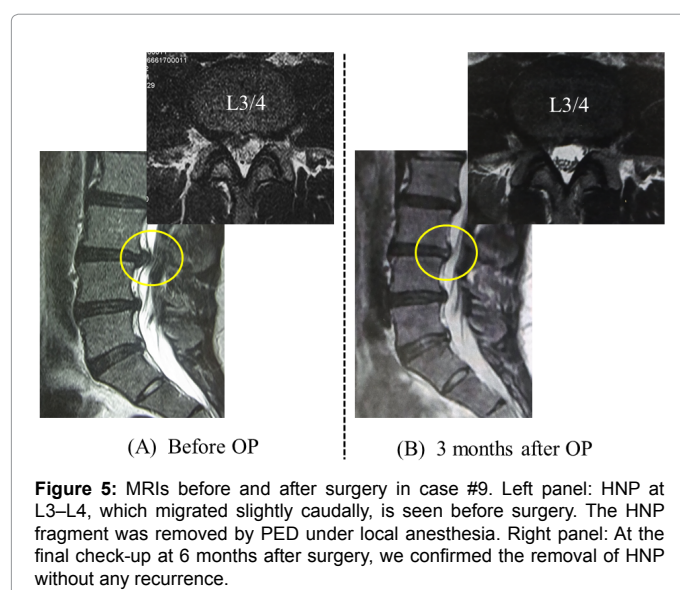 6661700011
29
L3/4
L3/4
(A) Before OP
(B) 3 months after OP
Figure 5: MRIs before and after surgery in case #9. Left panel: HNP at
L3–L4, which migrated slightly caudally, is seen before surgery. The HNP
fragment was removed by PED under local anesthesia. Right panel: At the
final check-up at 6 months after surgery, we confirmed the removal of HNP
without any recurrence.